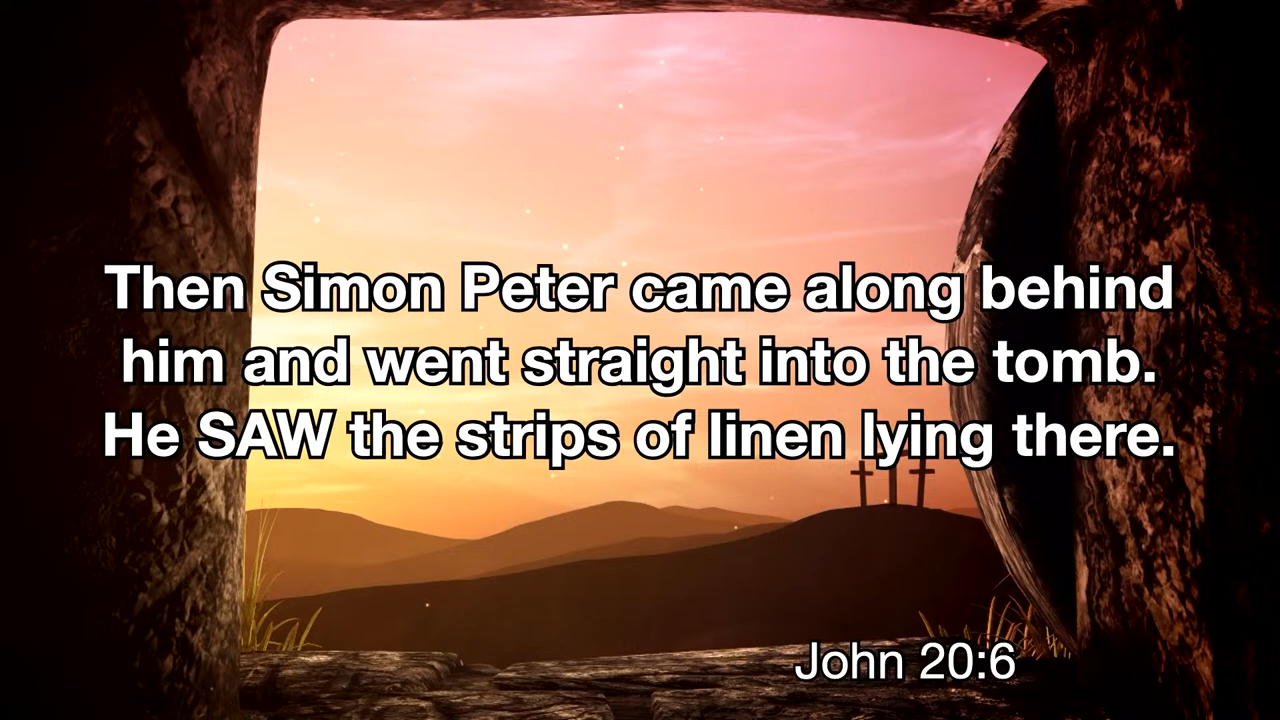 Then Simon Peter came along behind
him and went straight into the tomb.
He SAW the strips of linen lying there.
John 20:6